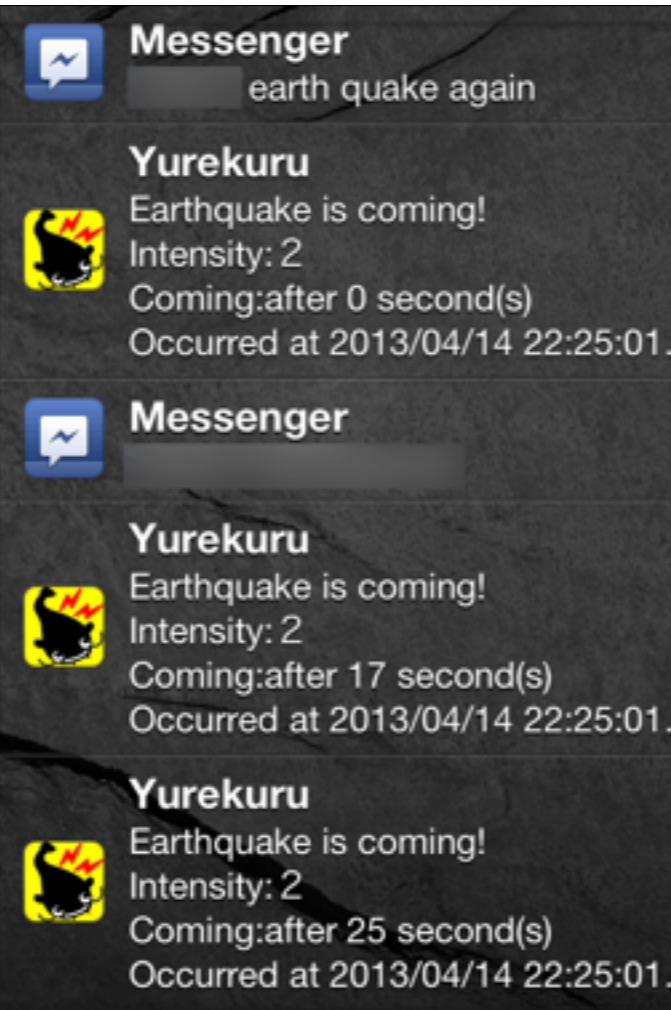 Messenger
earth quake again
Yurekuru
Earthquake is coming!
Intensity: 2
Coming:after 0 second(s)
Occurred at 2013/04/14 22:25:01.
Messenger
Yurekuru
Earthquake is coming!
Intensity: 2
Coming:after 17 second(s)
Occurred at 2013/04/14 22:25:01.
Yurekuru
Earthquake is coming!
Intensity: 2
Coming:after 25 second(s)
Occurred at 2013/04/14 22:25:01.